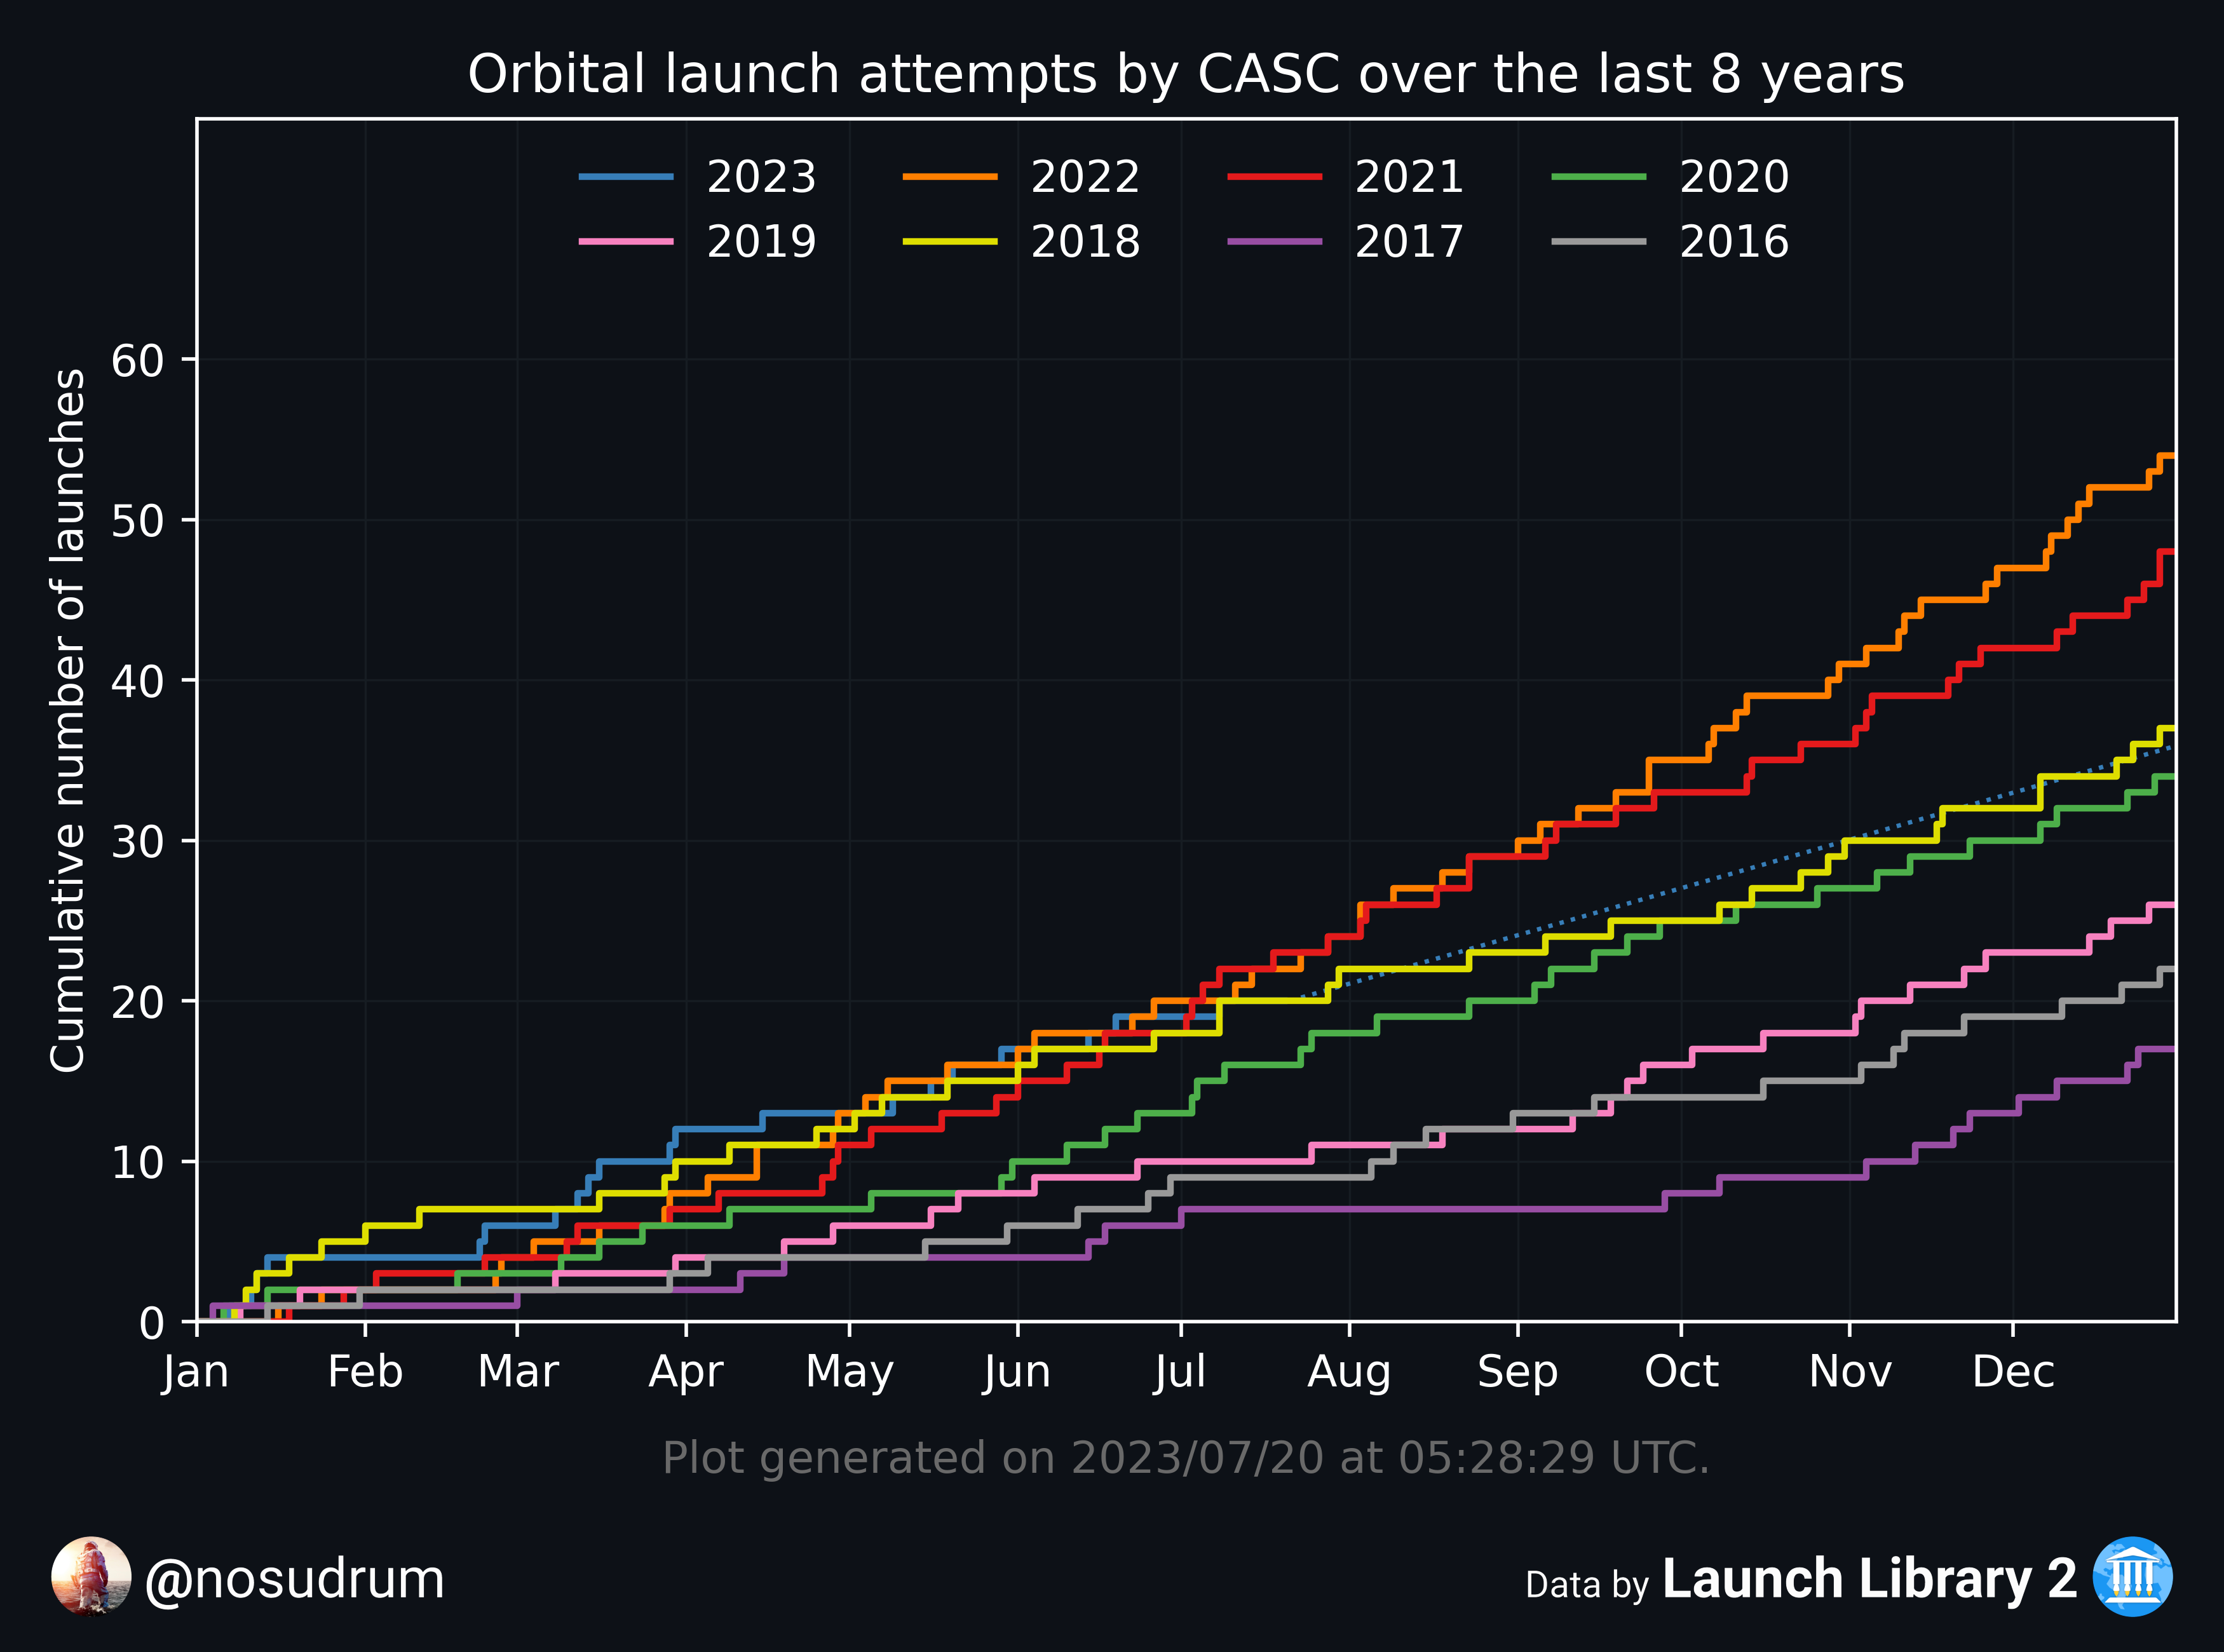 Orbital launch attempts by CASC over the last 8 years
2023 2022 2021 2020
2019 2018 2017 2016
Cumulative number of launches
60
50
40
30
20
10
0
Jan Feb Mar Apr May Jun Jul Aug Sep Oct Nov Dec
Plot generated on 2023/07/20 at 05:28:29 UTC.
@nosudrum
Data by Launch Library 2